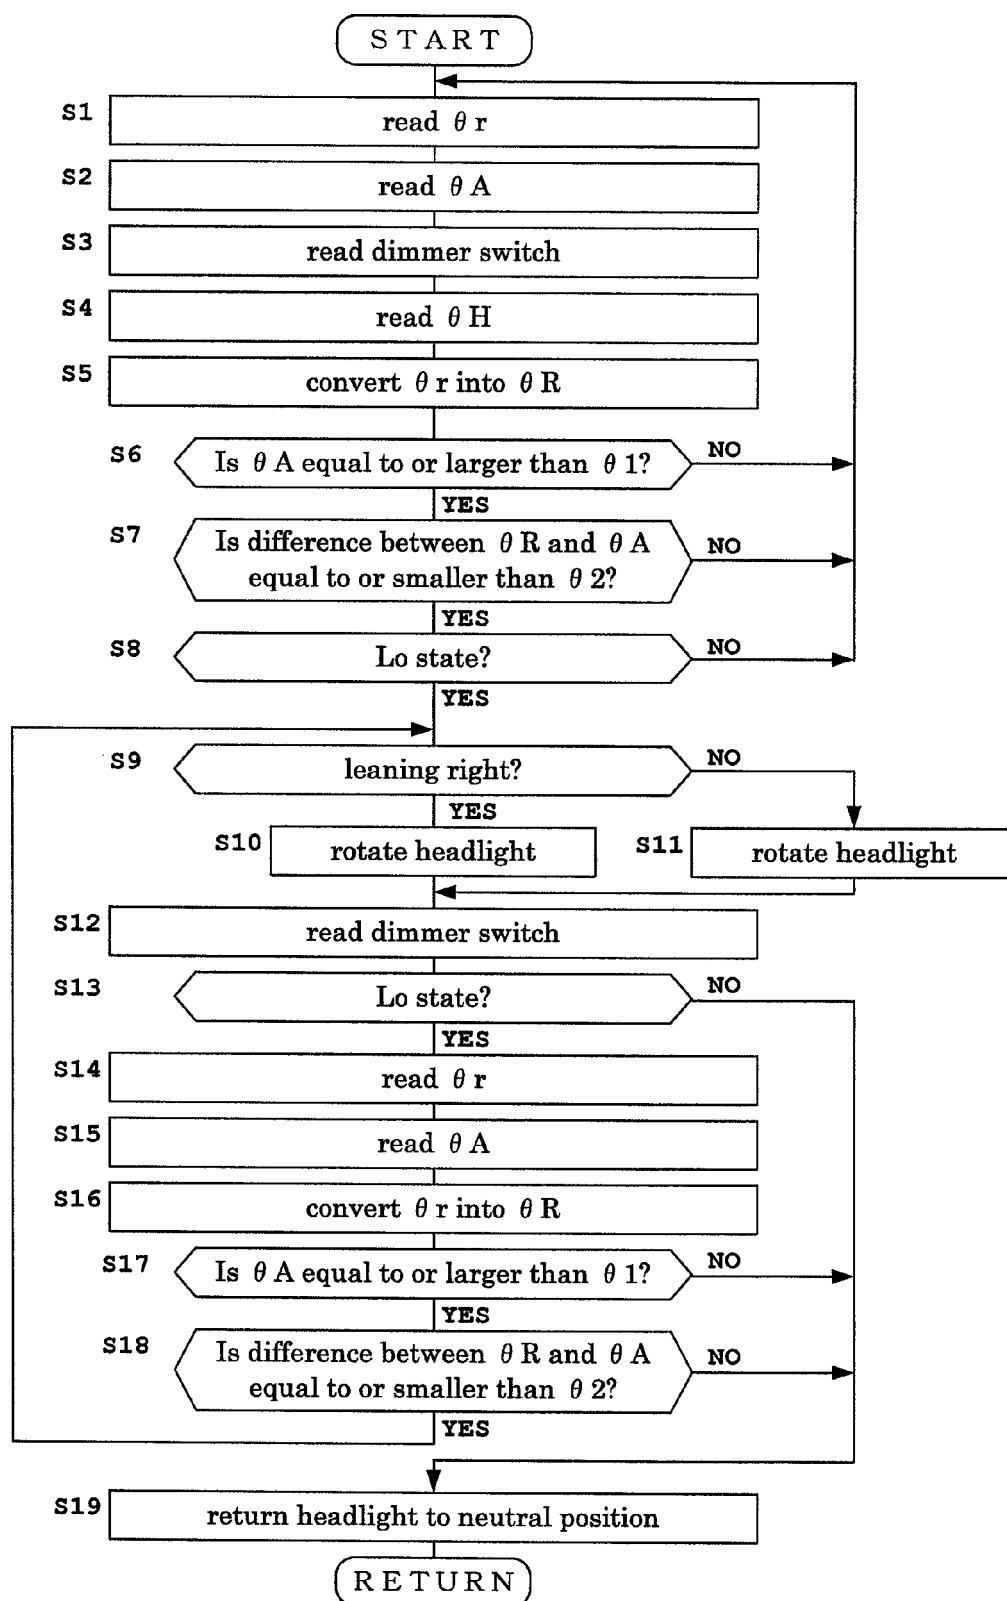 START
S1
read θ r
S2
read θ A
S3
read dimmer switch
S4
read θ H
S5
convert θ r into θ R
S6
Is θ A equal to or larger than θ 1?
NO
YES
S7
Is difference between θ R and θ A
equal to or smaller than θ 2?
NO
YES
S8
Lo state?
NO
YES
S9
leaning right?
NO
YES
S10
rotate headlight
S11
rotate headlight
S12
read dimmer switch
S13
Lo state?
NO
YES
S14
read θ r
S15
read θ A
S16
convert θ r into θ R
S17
Is θ A equal to or larger than θ 1?
NO
YES
S18
Is difference between θ R and θ A
equal to or smaller than θ 2?
NO
YES
S19
return headlight to neutral position
RETURN